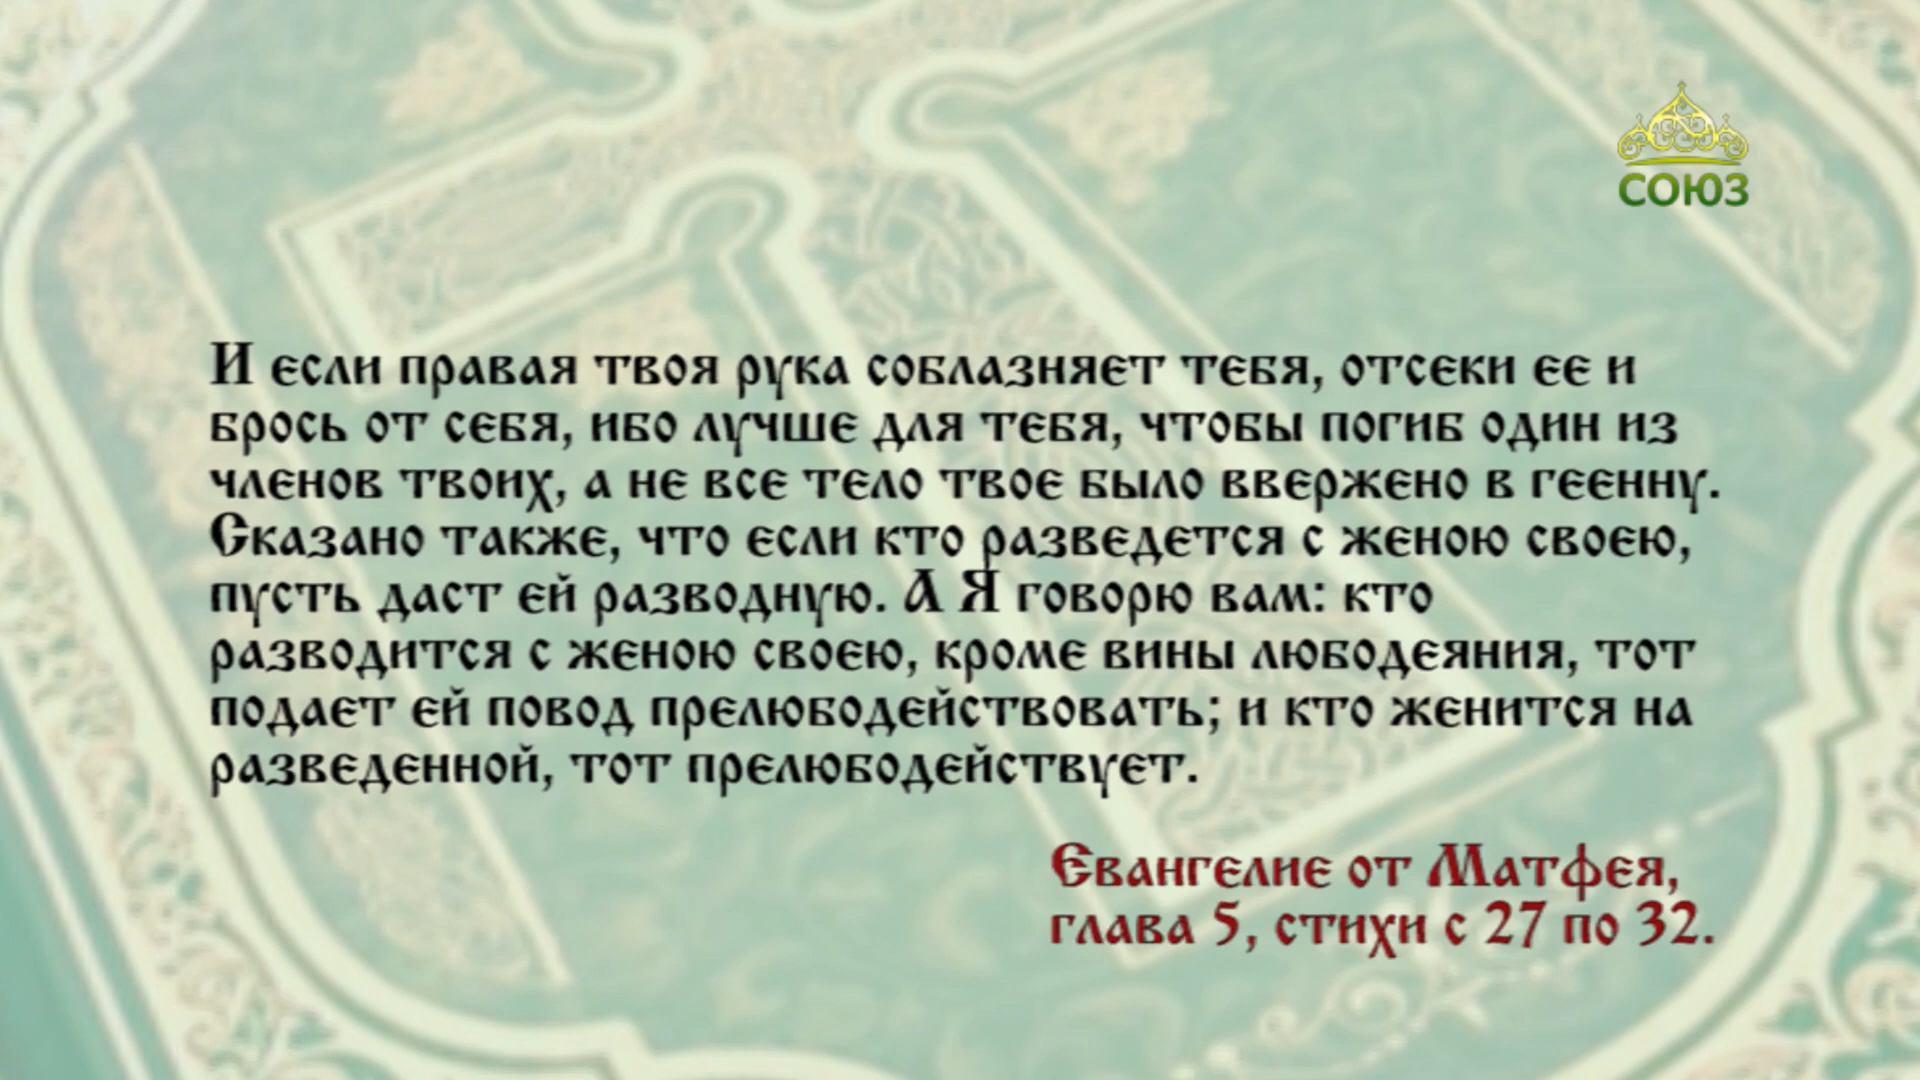 СОЮЗ
И если правая твоя рука соблазняет тебя, отсеки ее и
брось от себя, ибо лучше для тебя, чтобы погиб один из
членов твоих, а не все тело твое было ввержено в геенну.
Сказано также, что если кто разведется с женою своею,
пусть даст ей разводную. А Я говорю вам: кто
разводится с женою своею, кроме вины любодеяния, тот
подает ей повод прелюбодействовать; и кто женится на
разведенной, тот прелюбодействует.
Евангелие от Матфея,
глава 5, стихи с 27 по 32.